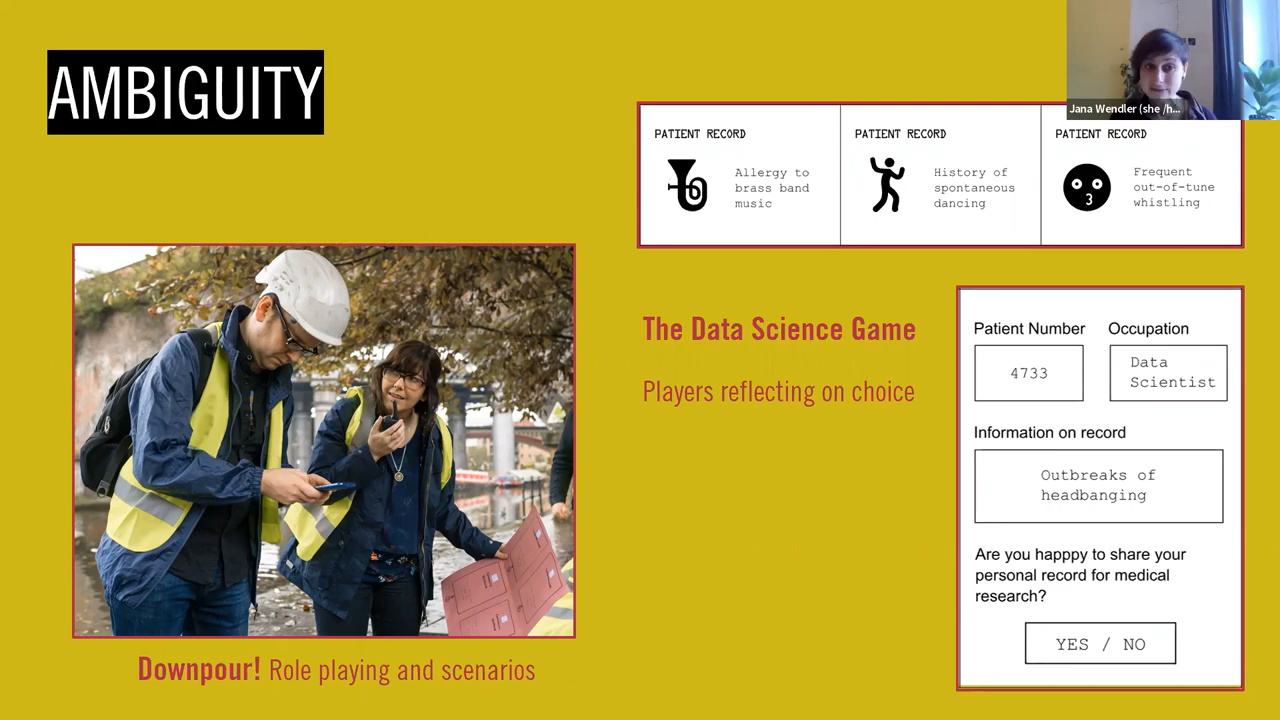 AMBIGUITY
Jana Wendler (she /h...
PATIENT RECORD
Allergy to
brass band
music
PATIENT RECORD
History of
spontaneous
dancing
PATIENT RECORD
3
Frequent
out-of-tune
whistling
The Data Science Game
Players reflecting on choice
Patient Number
4733
Occupation
Data
Scientist
Information on record
Outbreaks of
headbanging
Are you happpy to share your
personal record for medical
research?
YES / NO
Downpour! Role playing and scenarios